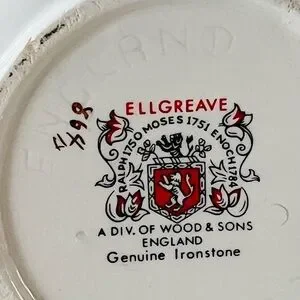 ENGLAND
ELLGREAVE
RALPH 1750 MOSES 1751 ENOCH 1784
A DIV. OF WOOD & SONS
ENGLAND
Genuine Ironstone